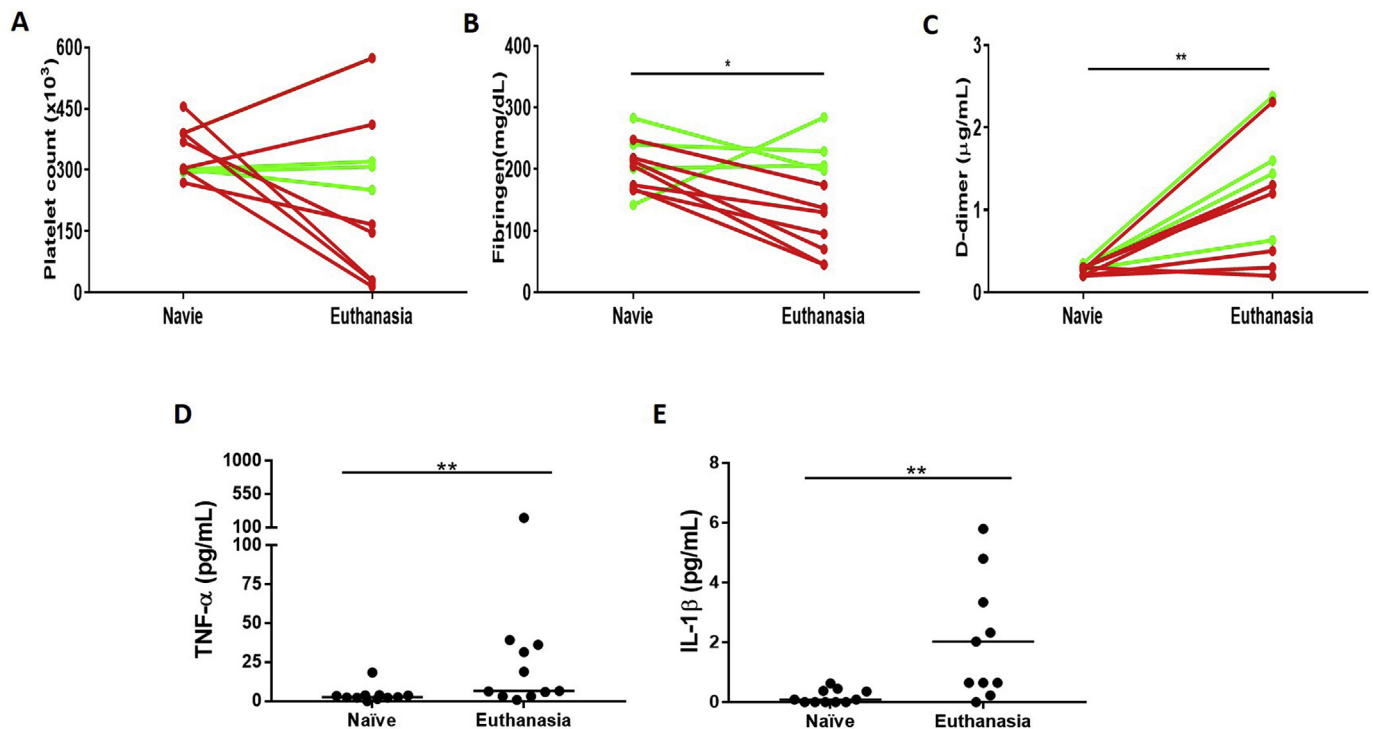 A
Platelet count (x10³)
600
450
300
150
0
Navie
Euthanasia
B
Fibringen(mg/dL)
400
300
200
100
0
*
Navie
Euthanasia
C
D-dimer (µg/mL)
3
2
1
0
**
Navie
Euthanasia
D
TNF-α (pg/mL)
1000
550
100
100
75
50
25
0
**
Naïve
Euthanasia
E
IL-1β (pg/mL)
8
6
4
2
0
**
Naïve
Euthanasia